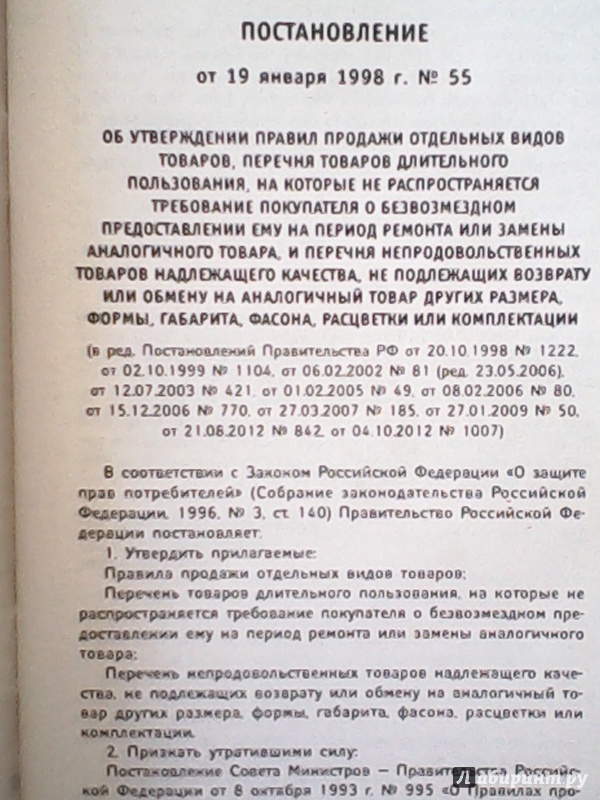 ПОСТАНОВЛЕНИЕ
от 19 января 1998 г. № 55
ОБ УТВЕРЖДЕНИИ ПРАВИЛ ПРОДАЖИ ОТДЕЛЬНЫХ ВИДОВ
ТОВАРОВ, ПЕРЕЧНЯ ТОВАРОВ ДЛИТЕЛЬНОГО
ПОЛЬЗОВАНИЯ, НА КОТОРЫЕ НЕ РАСПРОСТРАНЯЕТСЯ
ТРЕБОВАНИЕ ПОКУПАТЕЛЯ О БЕЗВОЗМЕЗДНОМ
ПРЕДОСТАВЛЕНИИ ЕМУ НА ПЕРИОД РЕМОНТА ИЛИ ЗАМЕНЫ
АНАЛОГИЧНОГО ТОВАРА, И ПЕРЕЧНЯ НЕПРОДОВОЛЬСТВЕННЫХ
ТОВАРОВ НАДЛЕЖАЩЕГО КАЧЕСТВА, НЕ ПОДЛЕЖАЩИХ ВОЗВРАТУ
ИЛИ ОБМЕНУ НА АНАЛОГИЧНЫЙ ТОВАР ДРУГИХ РАЗМЕРА,
ФОРМЫ, ГАБАРИТА, ФАСОНА, РАСЦВЕТКИ ИЛИ КОМПЛЕКТАЦИИ
(в ред. Постановлений Правительства РФ от 20.10.1998 № 1222,
от 02.10.1999 № 1104, от 06.02.2002 № 81 (ред. 23.05.2006),
от 12.07.2003 № 421, от 01.02.2005 № 49, от 08.02.2006 № 80,
от 15.12.2006 № 770, от 27.03.2007 № 185, от 27.01.2009 № 50,
от 21.08.2012 № 842, от 04.10.2012 № 1007)
В соответствии с Законом Российской Федерации «О защите
прав потребителей» (Собрание законодательства Российской
Федерации, 1996, № 3, ст. 140) Правительство Российской Фе-
дерации постановляет:
1. Утвердить прилагаемые:
Правила продажи отдельных видов товаров;
Перечень товаров длительного пользования, на которые не
распространяется требование покупателя о безвозмездном пре-
доставлении ему на период ремонта или замены аналогичного
товара;
Перечень непродовольственных товаров надлежащего каче-
ства, не подлежащих возврату или обмену на аналогичный то-
вар других размера, формы, габарита, фасона, расцветки или
комплектации.
2. Признать утратившими силу:
Постановление Совета Министров – Правительства Россий-
ской Федерации от 8 октября 1993 г. № 995 «О Правилах про-
Лабиринт.ру